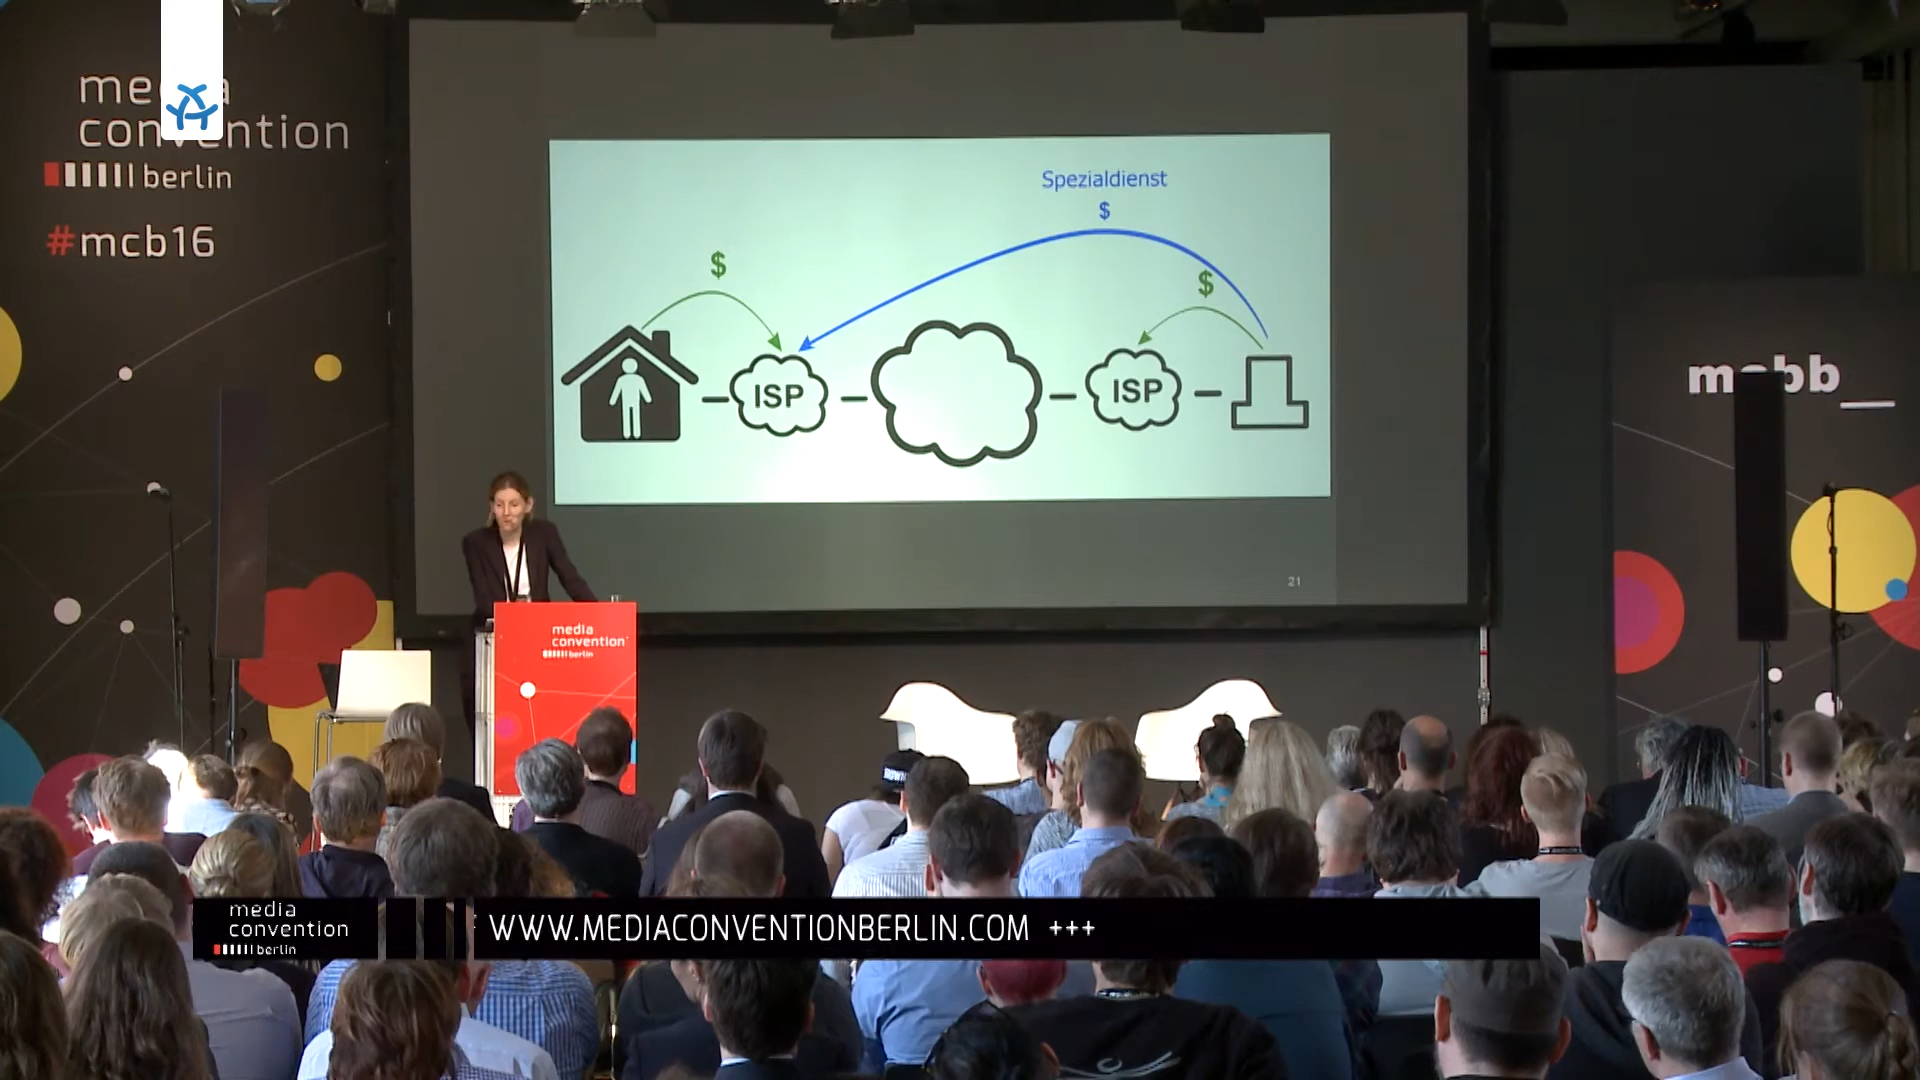 media
convention
berlin
#mcb16
Spezialdienst
$
$
$
ISP
ISP
21
media
convention
berlin
media
convention
berlin
WWW.MEDIACONVENTIONBERLIN.COM +++